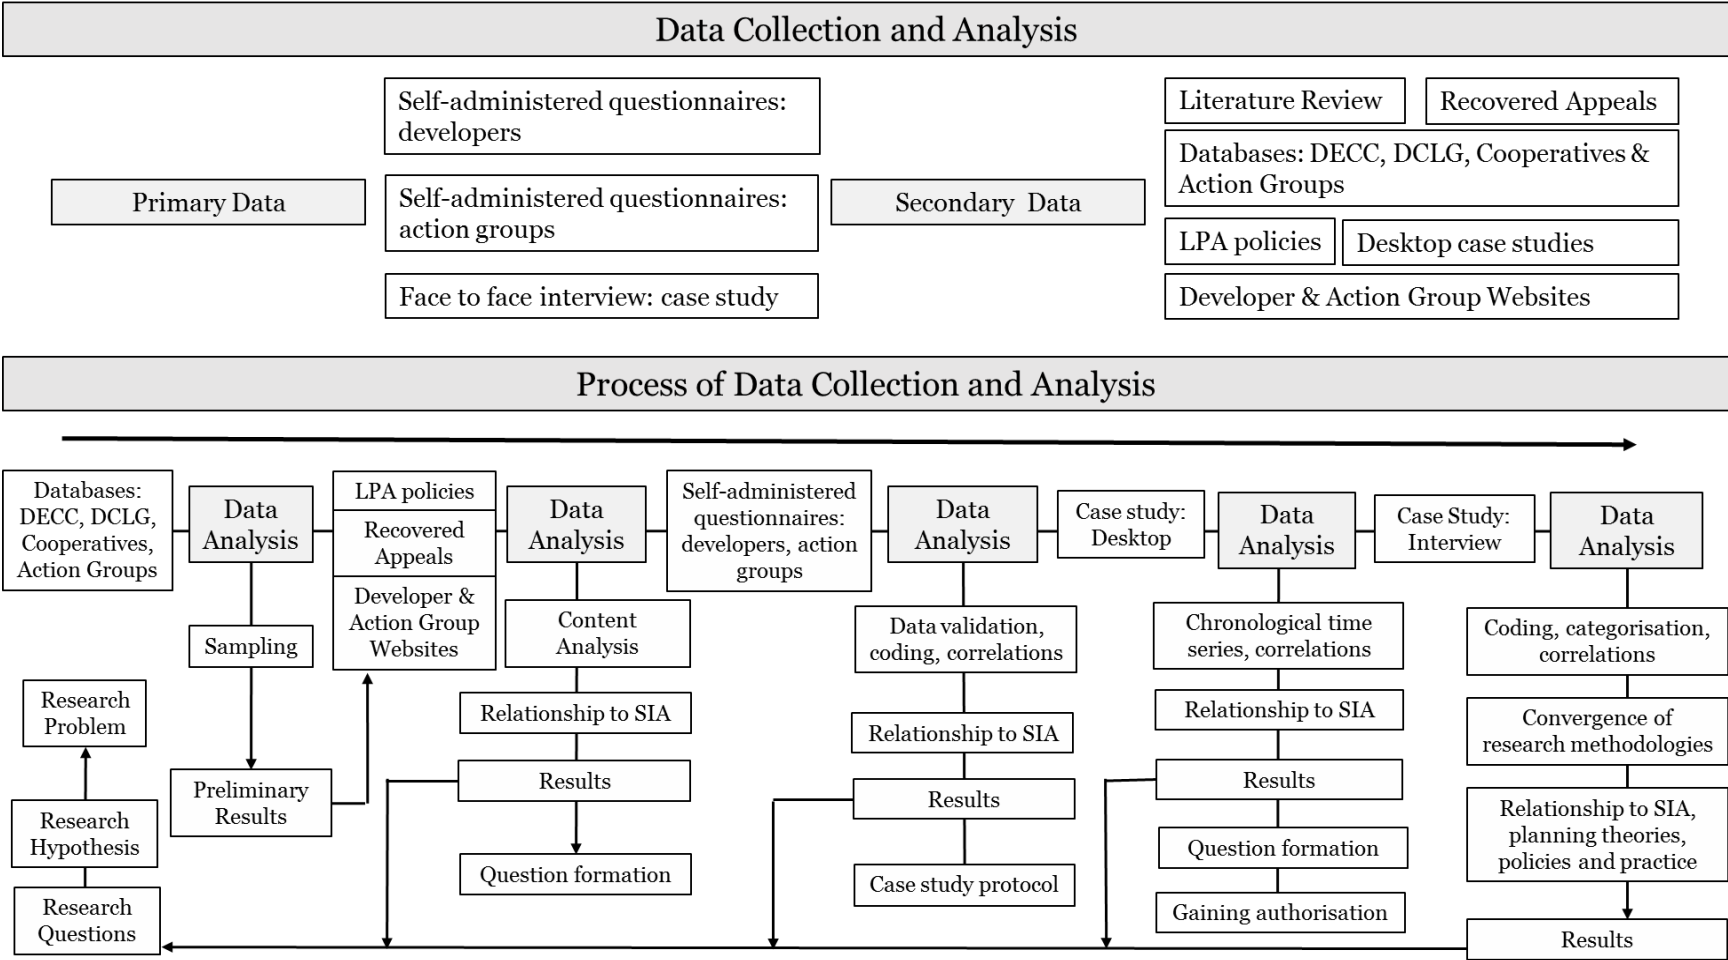 Data Collection and Analysis
Primary Data
Self-administered questionnaires:
developers
Self-administered questionnaires:
action groups
Face to face interview: case study
Secondary Data
Literature Review
Recovered Appeals
Databases: DECC, DCLG, Cooperatives &
Action Groups
LPA policies
Desktop case studies
Developer & Action Group Websites
Process of Data Collection and Analysis
Databases:
DECC, DCLG,
Cooperatives,
Action Groups
Data
Analysis
Sampling
Preliminary
Results
LPA policies
Recovered
Appeals
Developer &
Action Group
Websites
Data
Analysis
Content
Analysis
Relationship to SIA
Results
Question formation
Self-administered
questionnaires:
developers, action
groups
Data
Analysis
Data validation,
coding, correlations
Relationship to SIA
Results
Case study protocol
Case study:
Desktop
Data
Analysis
Chronological time
series, correlations
Relationship to SIA
Results
Question formation
Gaining authorisation
Case Study:
Interview
Data
Analysis
Coding, categorisation,
correlations
Convergence of
research methodologies
Relationship to SIA,
planning theories,
policies and practice
Results
Research
Problem
Research
Hypothesis
Research
Questions